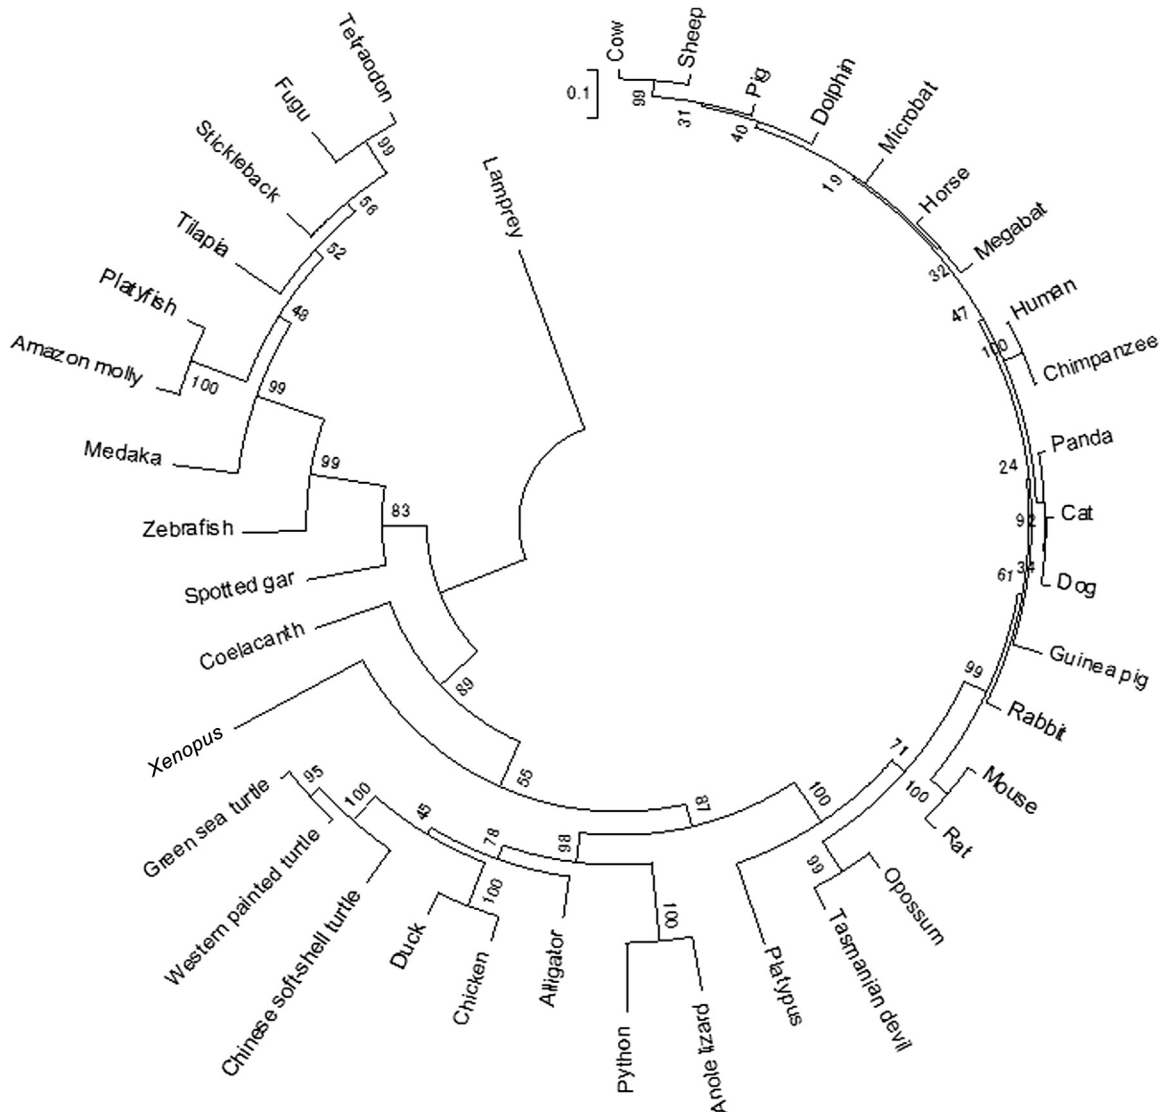 Tetraodon
Fugu
Stickleback
Tilapia
Platyfish
Amazon molly
Medaka
Zebrafish
Spotted gar
Coelacanth
Xenopus
Green sea turtle
Western painted turtle
Chinese soft-shell turtle
Duck
Chicken
Alligator
Python
Anole lizard
Platypus
Tasmanian devil
Opossum
Rat
Mouse
Rabbit
Guinea pig
Dog
Cat
Panda
Chimpanzee
Human
Megabat
Horse
Microbat
Dolphin
Pig
Sheep
Cow
Lamprey
0.1
99
56
52
48
100
99
99
83
89
55
95
100
45
78
100
98
100
87
100
71
99
100
99
61
34
92
24
100
47
32
19
40
31
99